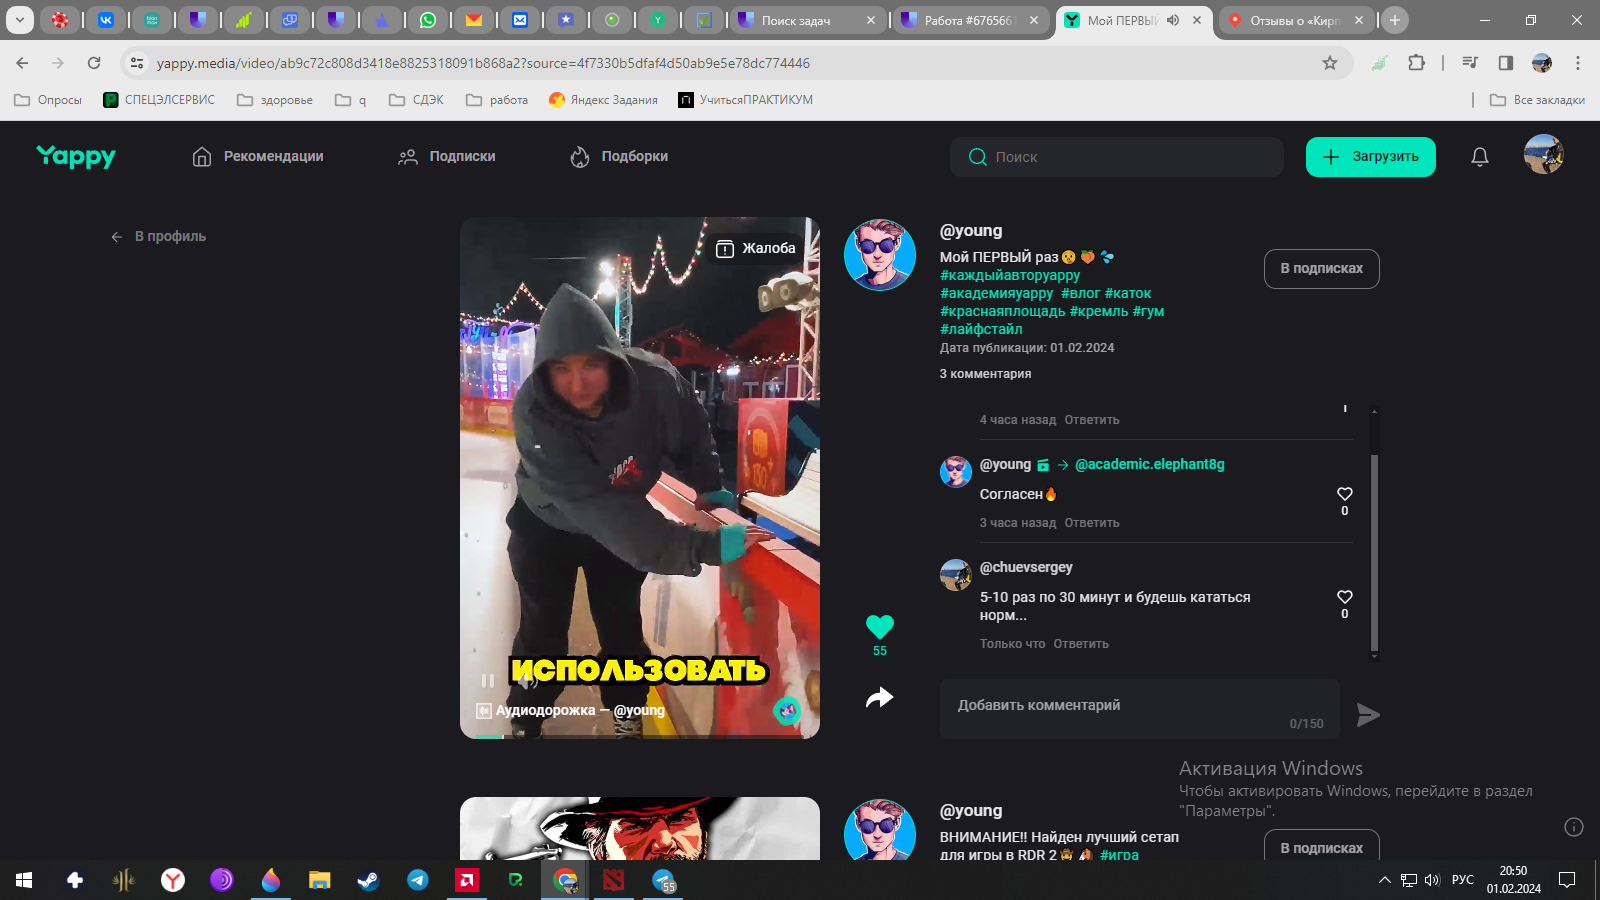 Поиск задач
Работа #6765661
Мой ПЕРВЫЙ
Отзывы о «Кирп
yappy.media/video/ab9c72c808d3418e8825318091b868a2?source=4f7330b5dfaf4d50ab9e5e78dc774446
Опросы
СПЕЦЭЛСЕРВИС
здоровье
q
СДЭК
работа
Яндекс Задания
УчитьсяПРАКТИКУМ
Все закладки
Yappy
Рекомендации
Подписки
Подборки
Поиск
Загрузить
В профиль
Жалоба
ИСПОЛЬЗОВАТЬ
Аудиодорожка — @young
@young
Мой ПЕРВЫЙ раз
#каждыйавторyappy
#академияyappy #влог #каток
#краснаяплощадь #кремль #гум
#лайфстайл
Дата публикации: 01.02.2024
В подписках
3 комментария
4 часа назад Ответить
@young → @academic.elephant8g
Согласен
0
3 часа назад Ответить
@chuevsergey
5-10 раз по 30 минут и будешь кататься
норм...
0
Только что Ответить
55
Добавить комментарий
0/150
Активация Windows
Чтобы активировать Windows, перейдите в раздел
"Параметры".
@young
ВНИМАНИЕ!! Найден лучший сетап
для игры в RDR 2 #игра
В подписках
55
РУС
20:50
01.02.2024